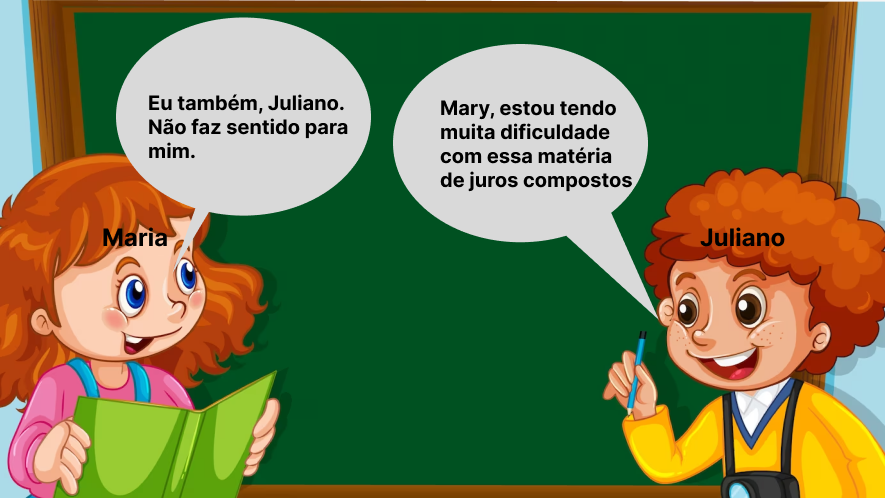 Eu também, Juliano.
Não faz sentido para
mim.
Mary, estou tendo
muita dificuldade
com essa matéria
de juros compostos
Maria
Juliano